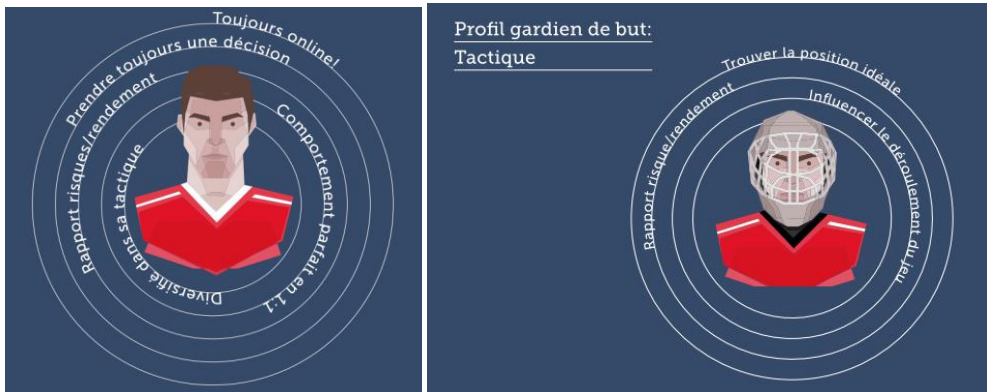 Toujours online!
Prendre toujours une décision
Rapport risques/rendement
Comportement parfait en 1:1
Diversifié dans sa tactique
Profil gardien de but:
Tactique
Trouver la position idéale
Rapport risque/rendement
Influencer le déroulement du jeu